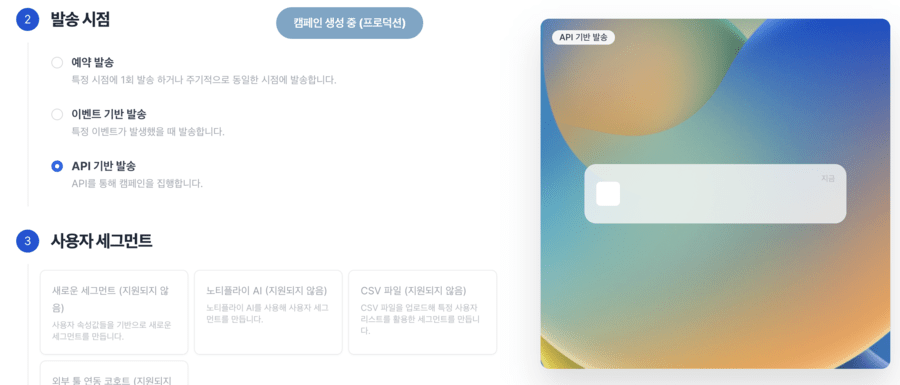 2 발송 시점
캠페인 생성 중 (프로덕션)
예약 발송
특정 시점에 1회 발송 하거나 주기적으로 동일한 시점에 발송합니다.
이벤트 기반 발송
특정 이벤트가 발생했을 때 발송합니다.
API 기반 발송
API를 통해 캠페인을 집행합니다.
3 사용자 세그먼트
새로운 세그먼트 (지원되지 않
음)
사용자 속성값들을 기반으로 새로운
세그먼트를 만듭니다.
노티플라이 AI (지원되지 않음)
노티플라이 AI를 사용해 사용자 세그
먼트를 만듭니다.
CSV 파일 (지원되지 않음)
CSV 파일을 업로드해 특정 사용자
리스트를 활용한 세그먼트를 만듭니
다.
외부 툴 연동 코호트 (지원되지
API 기반 발송
지금